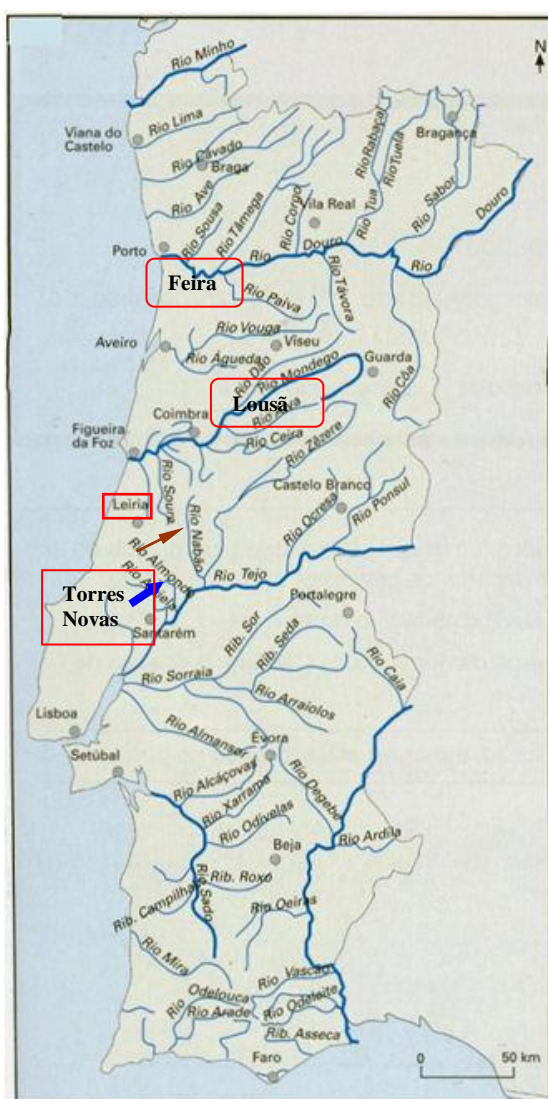 N
Rio Minho
Viana do
Castelo
Rio Lima
Rio Cávado
Braga
Rio Ave
Rio Sousa
Rio Tâmega
Rio Corgo
Vila Real
Rio Rabaçal
Rio Tuela
Bragança
Rio Tua
Rio Sabor
Douro
Porto
Rio
Douro
Rio
Feira
Rio Paiva
Rio Távora
Rio Vouga
Aveiro
Viseu
Rio Águeda
Rio Dão
Rio Mondego
Guarda
Rio Côa
Lousã
Coimbra
Figueira
da Foz
Rio Ceira
Rio Zêzere
Rio Soure
Leiria
Castelo Branco
Rio Nabão
Rio Ocresa
Rio Ponsul
Rio Almonda
Rio Tejo
Torres
Novas
Santarém
Portalegre
Rib. Sor
Rib. Seda
Rio Sorraia
Rio Caia
Rio Arraiolos
Lisboa
Rio Almansor
Évora
Setúbal
Rio Alcáçovas
Rio Degebe
Rio Xarrama
Rio Odivelas
Rio Ardila
Beja
Rib. Roxo
Rib. Campilhas
Rio Sado
Rio Oeiras
Rio Mira
Rio Vascão
Odelouca
Rio
Rio Arade
Rio Odeleite
Rib. Asseca
Faro
0 50 km